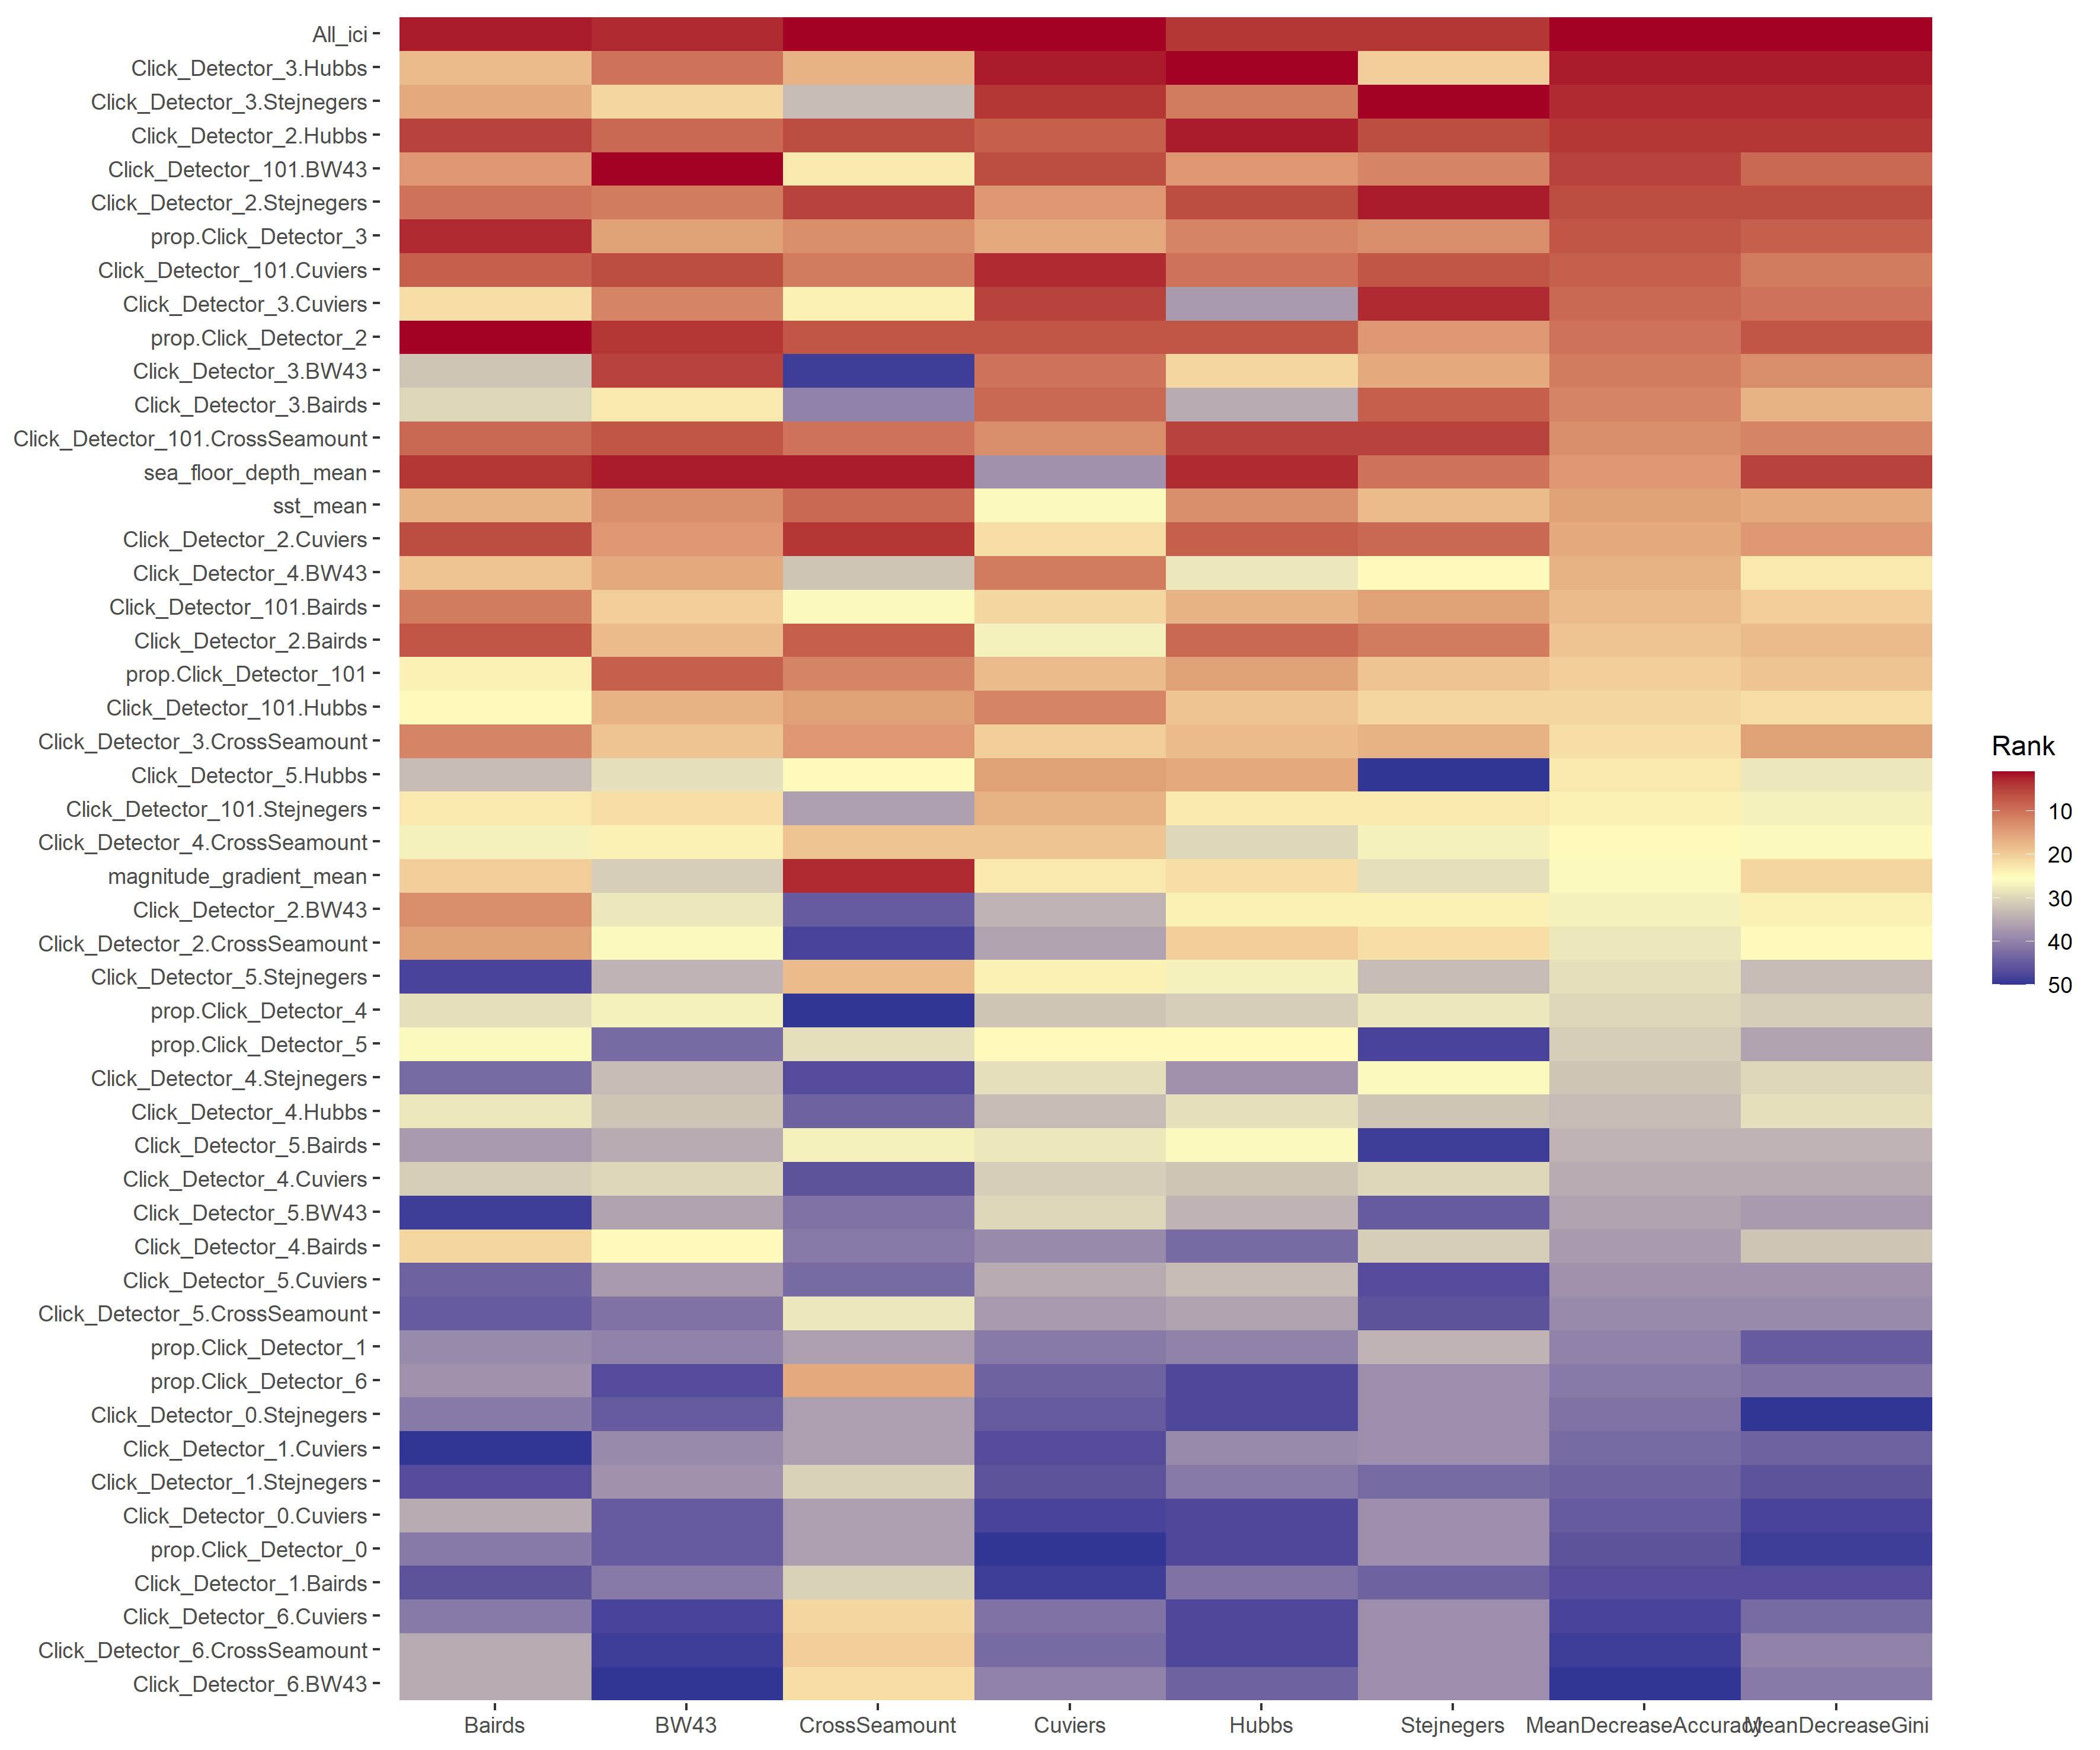 All_ici
Click_Detector_3.Hubbs
Click_Detector_3.Stejnegers
Click_Detector_2.Hubbs
Click_Detector_101.BW43
Click_Detector_2.Stejnegers
prop.Click_Detector_3
Click_Detector_101.Cuviers
Click_Detector_3.Cuviers
prop.Click_Detector_2
Click_Detector_3.BW43
Click_Detector_3.Bairds
Click_Detector_101.CrossSeamount
sea_floor_depth_mean
sst_mean
Click_Detector_2.Cuviers
Click_Detector_4.BW43
Click_Detector_101.Bairds
Click_Detector_2.Bairds
prop.Click_Detector_101
Click_Detector_101.Hubbs
Click_Detector_3.CrossSeamount
Click_Detector_5.Hubbs
Click_Detector_101.Stejnegers
Click_Detector_4.CrossSeamount
magnitude_gradient_mean
Click_Detector_2.BW43
Click_Detector_2.CrossSeamount
Click_Detector_5.Stejnegers
prop.Click_Detector_4
prop.Click_Detector_5
Click_Detector_4.Stejnegers
Click_Detector_4.Hubbs
Click_Detector_5.Bairds
Click_Detector_4.Cuviers
Click_Detector_5.BW43
Click_Detector_4.Bairds
Click_Detector_5.Cuviers
Click_Detector_5.CrossSeamount
prop.Click_Detector_1
prop.Click_Detector_6
Click_Detector_0.Stejnegers
Click_Detector_1.Cuviers
Click_Detector_1.Stejnegers
Click_Detector_0.Cuviers
prop.Click_Detector_0
Click_Detector_1.Bairds
Click_Detector_6.Cuviers
Click_Detector_6.CrossSeamount
Click_Detector_6.BW43
Bairds BW43 CrossSeamount Cuviers Hubbs Stejnegers MeanDecreaseAccuracy MeanDecreaseGini
Rank
10
20
30
40
50